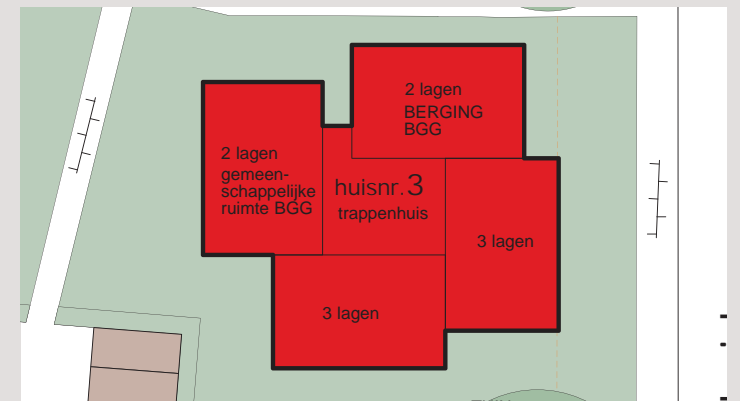 2 lagen
BERGING
BGG
2 lagen
gemeen-
schappelijke
ruimte BGG
huisnr.3
trappenhuis
3 lagen
3 lagen